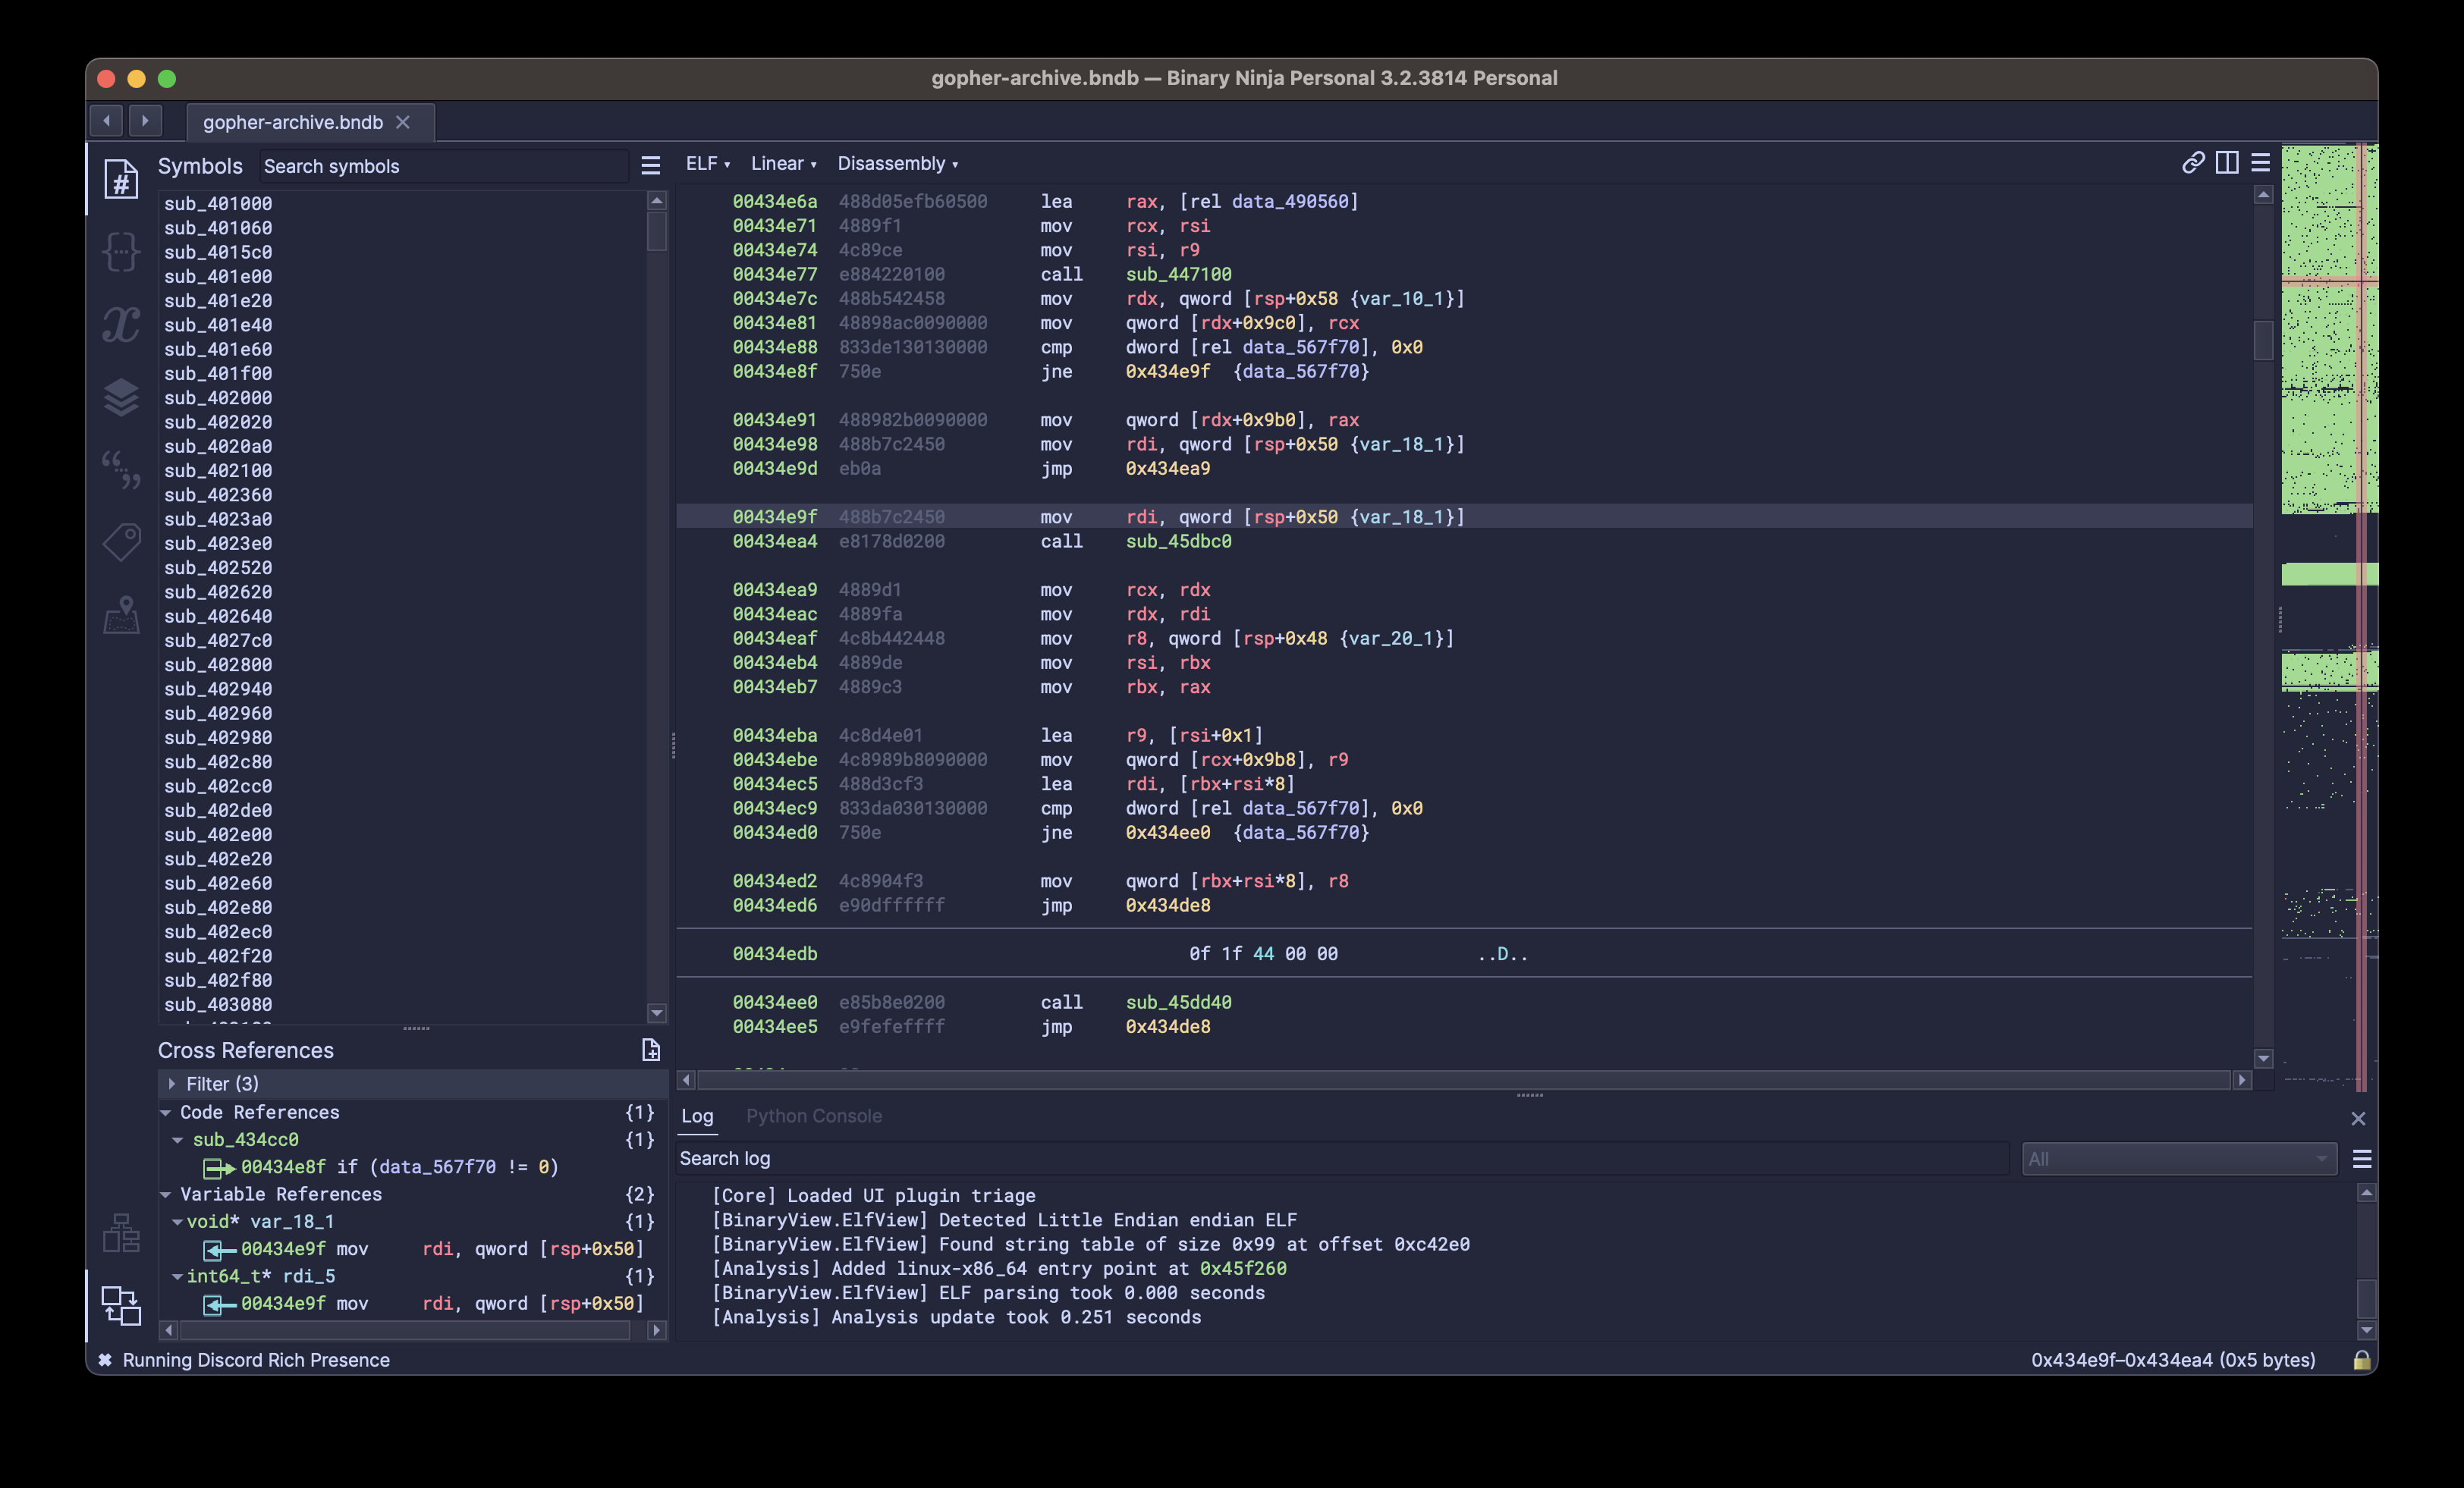 gopher-archive.bndb — Binary Ninja Personal 3.2.3814 Personal
gopher-archive.bndb
Symbols
Search symbols
sub_401000
sub_401060
sub_4015c0
sub_401e00
sub_401e20
sub_401e40
sub_401e60
sub_401f00
sub_402000
sub_402020
sub_4020a0
sub_402100
sub_402360
sub_4023a0
sub_4023e0
sub_402520
sub_402620
sub_402640
sub_4027c0
sub_402800
sub_402940
sub_402960
sub_402980
sub_402c80
sub_402cc0
sub_402de0
sub_402e00
sub_402e20
sub_402e60
sub_402e80
sub_402ec0
sub_402f20
sub_402f80
sub_403080
Cross References
Filter (3)
Code References {1}
sub_434cc0 {1}
00434e8f if (data_567f70 != 0)
Variable References {2}
void* var_18_1 {1}
00434e9f mov rdi, qword [rsp+0x50]
int64_t* rdi_5 {1}
00434e9f mov rdi, qword [rsp+0x50]
ELF Linear Disassembly
00434e6a 488d05efb60500 lea rax, [rel data_490560]
00434e71 4889f1 mov rcx, rsi
00434e74 4c89ce mov rsi, r9
00434e77 e884220100 call sub_447100
00434e7c 488b542458 mov rdx, qword [rsp+0x58 {var_10_1}]
00434e81 48898ac0090000 mov qword [rdx+0x9c0], rcx
00434e88 833de130130000 cmp dword [rel data_567f70], 0x0
00434e8f 750e jne 0x434e9f {data_567f70}
00434e91 488982b0090000 mov qword [rdx+0x9b0], rax
00434e98 488b7c2450 mov rdi, qword [rsp+0x50 {var_18_1}]
00434e9d eb0a jmp 0x434ea9
00434e9f 488b7c2450 mov rdi, qword [rsp+0x50 {var_18_1}]
00434ea4 e8178d0200 call sub_45dbc0
00434ea9 4889d1 mov rcx, rdx
00434eac 4889fa mov rdx, rdi
00434eaf 4c8b442448 mov r8, qword [rsp+0x48 {var_20_1}]
00434eb4 4889de mov rsi, rbx
00434eb7 4889c3 mov rbx, rax
00434eba 4c8d4e01 lea r9, [rsi+0x1]
00434ebe 4c8989b8090000 mov qword [rcx+0x9b8], r9
00434ec5 488d3cf3 lea rdi, [rbx+rsi*8]
00434ec9 833da030130000 cmp dword [rel data_567f70], 0x0
00434ed0 750e jne 0x434ee0 {data_567f70}
00434ed2 4c8904f3 mov qword [rbx+rsi*8], r8
00434ed6 e90dffffff jmp 0x434de8
00434edb 0f 1f 44 00 00 ..D..
00434ee0 e85b8e0200 call sub_45dd40
00434ee5 e9fefeffff jmp 0x434de8
Log Python Console
Search log
All
[Core] Loaded UI plugin triage
[BinaryView.ElfView] Detected Little Endian endian ELF
[BinaryView.ElfView] Found string table of size 0x99 at offset 0xc42e0
[Analysis] Added linux-x86_64 entry point at 0x45f260
[BinaryView.ElfView] ELF parsing took 0.000 seconds
[Analysis] Analysis update took 0.251 seconds
Running Discord Rich Presence
0x434e9f–0x434ea4 (0x5 bytes)